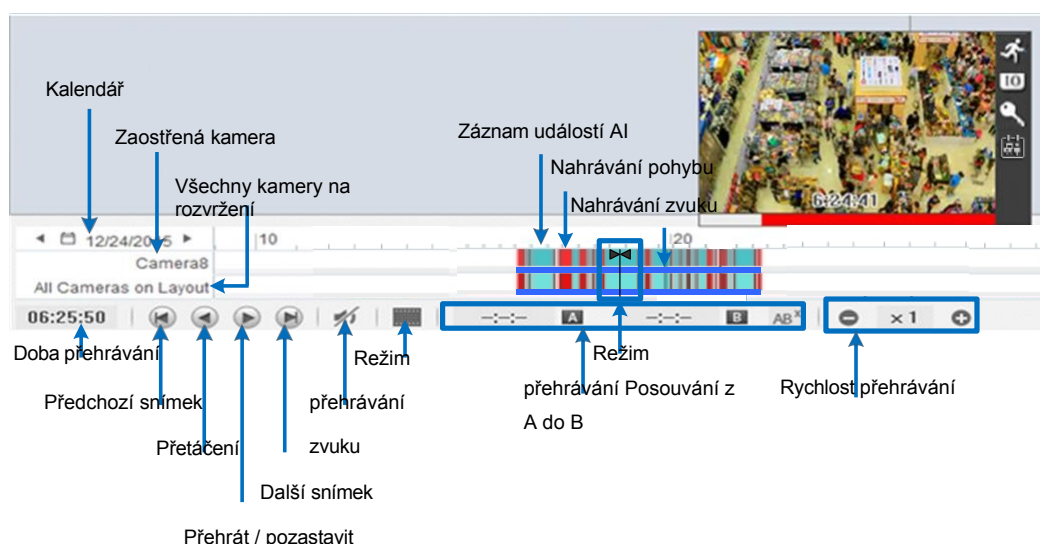 Kalendář
Zaostřená kamera
Všechny kamery na
rozvržení
Záznam událostí AI
Nahrávání pohybu
Nahrávání zvuku
IO
6:24:41
12/24/2015
10
20
Camera8
All Cameras on Layout
06:25:50
--:--:-- A --:--:-- B AB x
x 1
Doba přehrávání
Režim
Režim
Předchozí snímek
přehrávání
přehrávání Posouvání z
Rychlost přehrávání
A do B
Přetáčení
zvuku
Další snímek
Přehrát / pozastavit